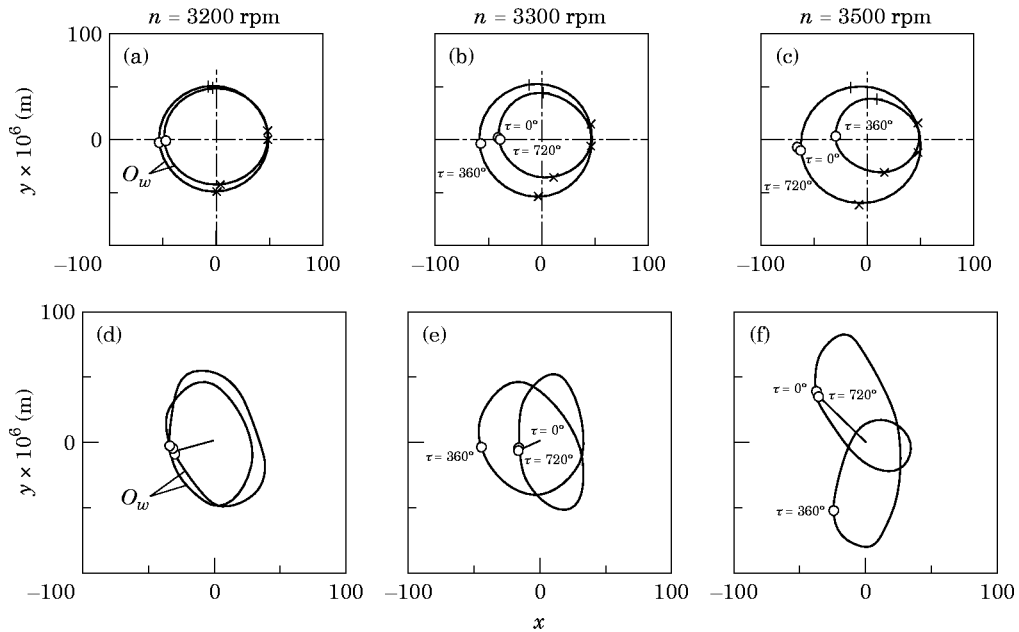 n = 3200 rpm n = 3300 rpm n = 3500 rpm
100
(a) (b) (c)
y × 10⁶ (m)
0
τ = 0° τ = 360°
τ = 720° τ = 0°
O_w τ = 360° τ = 720°
−100 0 100 −100 0 100 −100 0 100
100
(d) (e) (f)
τ = 0° τ = 720°
y × 10⁶ (m)
0
τ = 0°
τ = 360° τ = 720°
O_w τ = 360°
−100 0 100 −100 0 100 −100 0 100
x